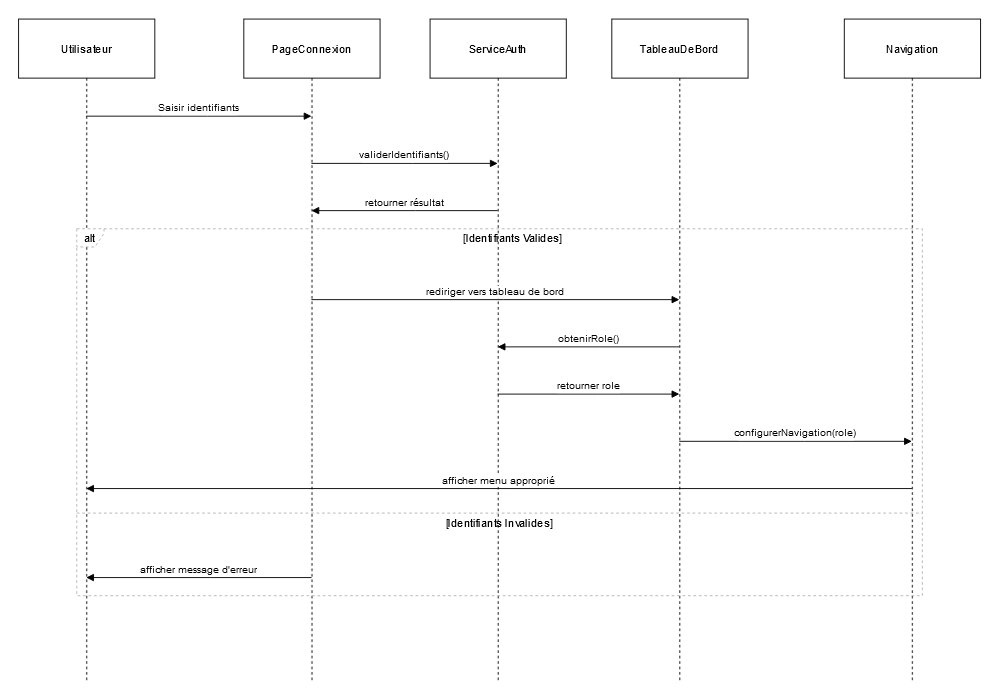 Utilisateur
PageConnexion
ServiceAuth
TableauDeBord
Navigation
Saisir identifiants
validerIdentifiants()
retourner résultat
alt
[Identifiants Valides]
rediriger vers tableau de bord
obtenirRole()
retourner role
configurerNavigation(role)
afficher menu approprié
[Identifiants Invalides]
afficher message d'erreur